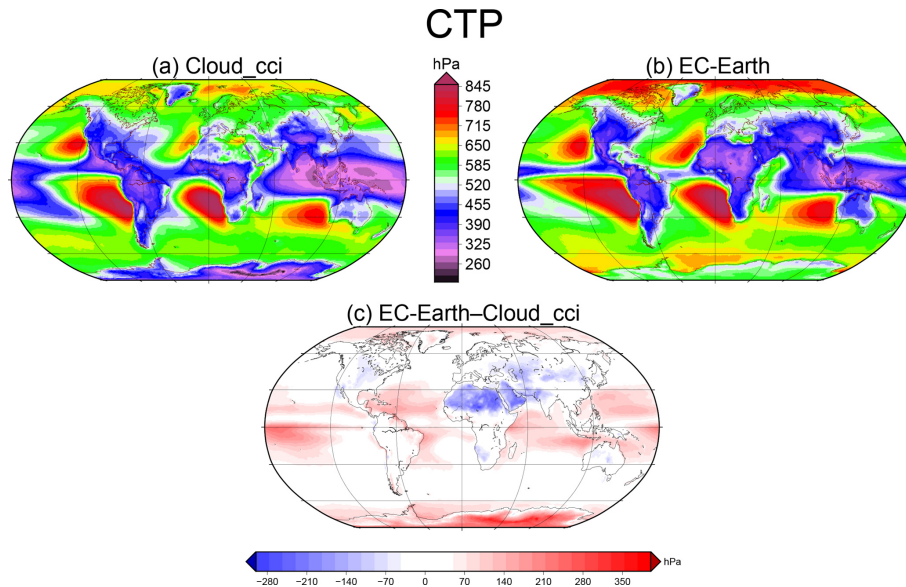 CTP
(a) Cloud_cci
hPa
(b) EC-Earth
845
780
715
650
585
520
455
390
325
260
(c) EC-Earth–Cloud_cci
−280 −210 −140 −70 0 70 140 210 280 350 hPa